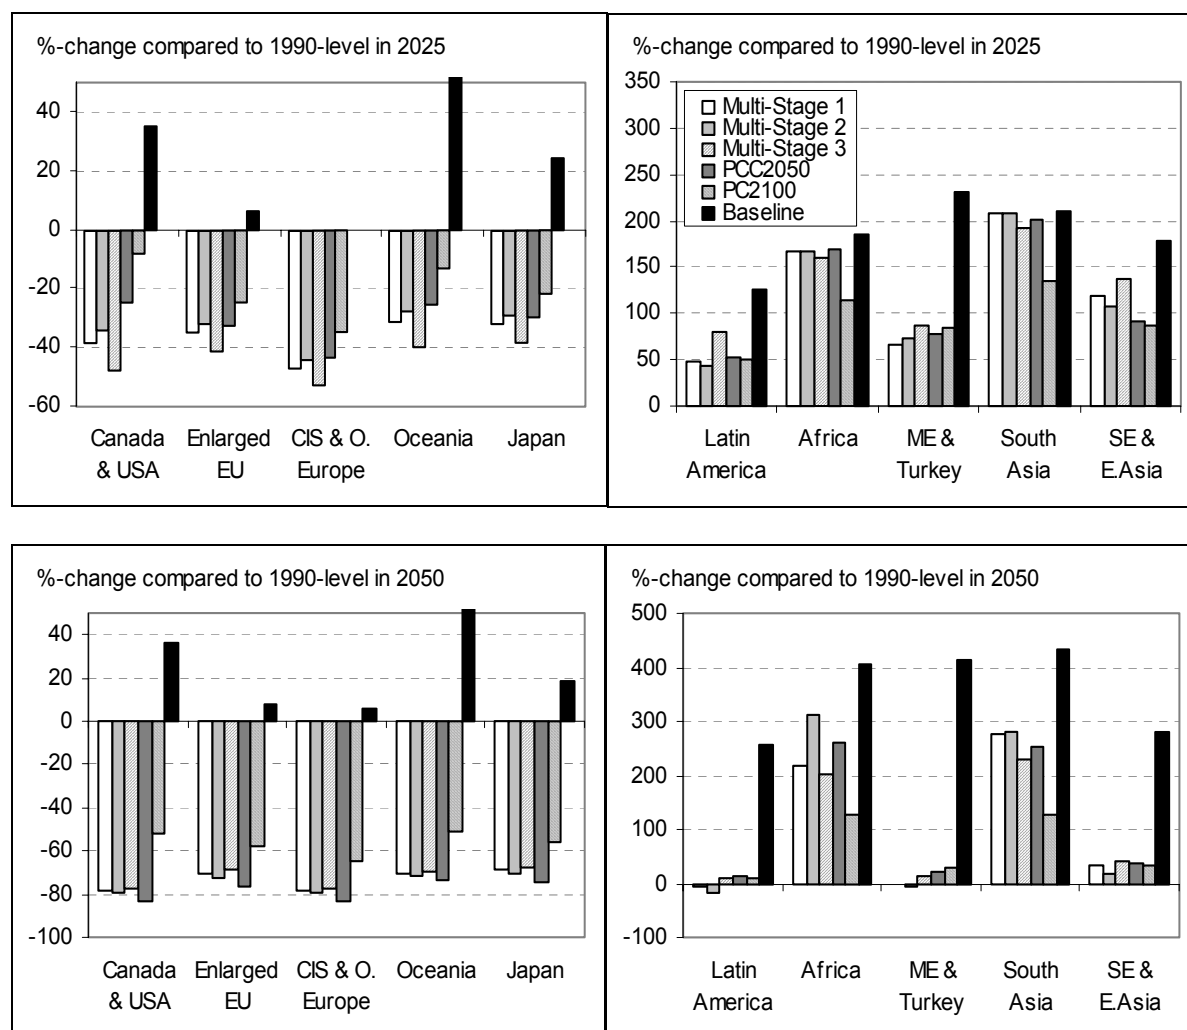 %-change compared to 1990-level in 2025
40
20
0
-20
-40
-60
Canada & USA
Enlarged EU
CIS & O. Europe
Oceania
Japan
%-change compared to 1990-level in 2025
350
300
250
200
150
100
50
0
Multi-Stage 1
Multi-Stage 2
Multi-Stage 3
PCC2050
PC2100
Baseline
Latin America
Africa
ME & Turkey
South Asia
SE & E.Asia
%-change compared to 1990-level in 2050
40
20
0
-20
-40
-60
-80
-100
Canada & USA
Enlarged EU
CIS & O. Europe
Oceania
Japan
%-change compared to 1990-level in 2050
500
400
300
200
100
0
-100
Latin America
Africa
ME & Turkey
South Asia
SE & E.Asia